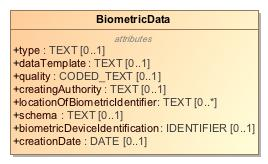 BiometricData
attributes
+type : TEXT [0..1]
+dataTemplate : TEXT [0..1]
+quality : CODED_TEXT [0..1]
+creatingAuthority : TEXT [0..1]
+locationOfBiometricIdentifier: TEXT [0..*]
+schema : TEXT [0..1]
+biometricDeviceIdentification: IDENTIFIER [0..1]
+creationDate : DATE [0..1]